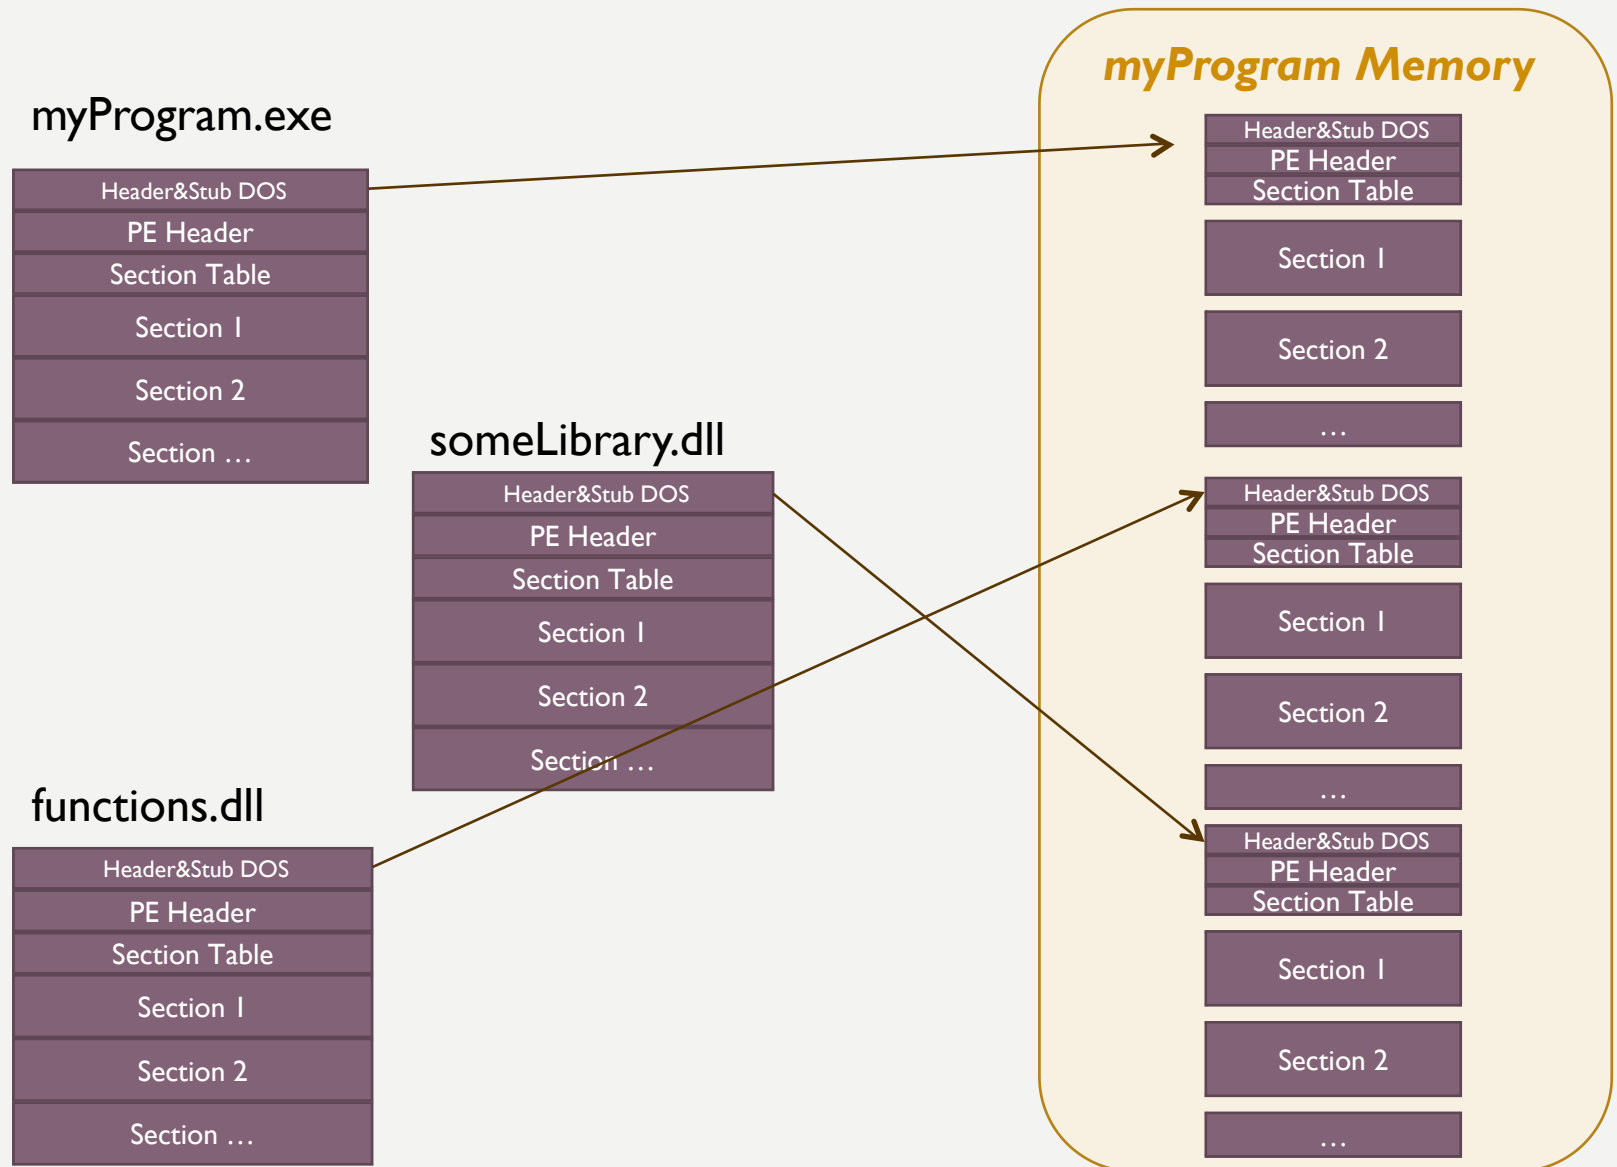 myProgram.exe
Header&Stub DOS
PE Header
Section Table
Section 1
Section 2
Section …
someLibrary.dll
Header&Stub DOS
PE Header
Section Table
Section 1
Section 2
Section …
functions.dll
Header&Stub DOS
PE Header
Section Table
Section 1
Section 2
Section …
myProgram Memory
Header&Stub DOS
PE Header
Section Table
Section 1
Section 2
…
Header&Stub DOS
PE Header
Section Table
Section 1
Section 2
…
Header&Stub DOS
PE Header
Section Table
Section 1
Section 2
…